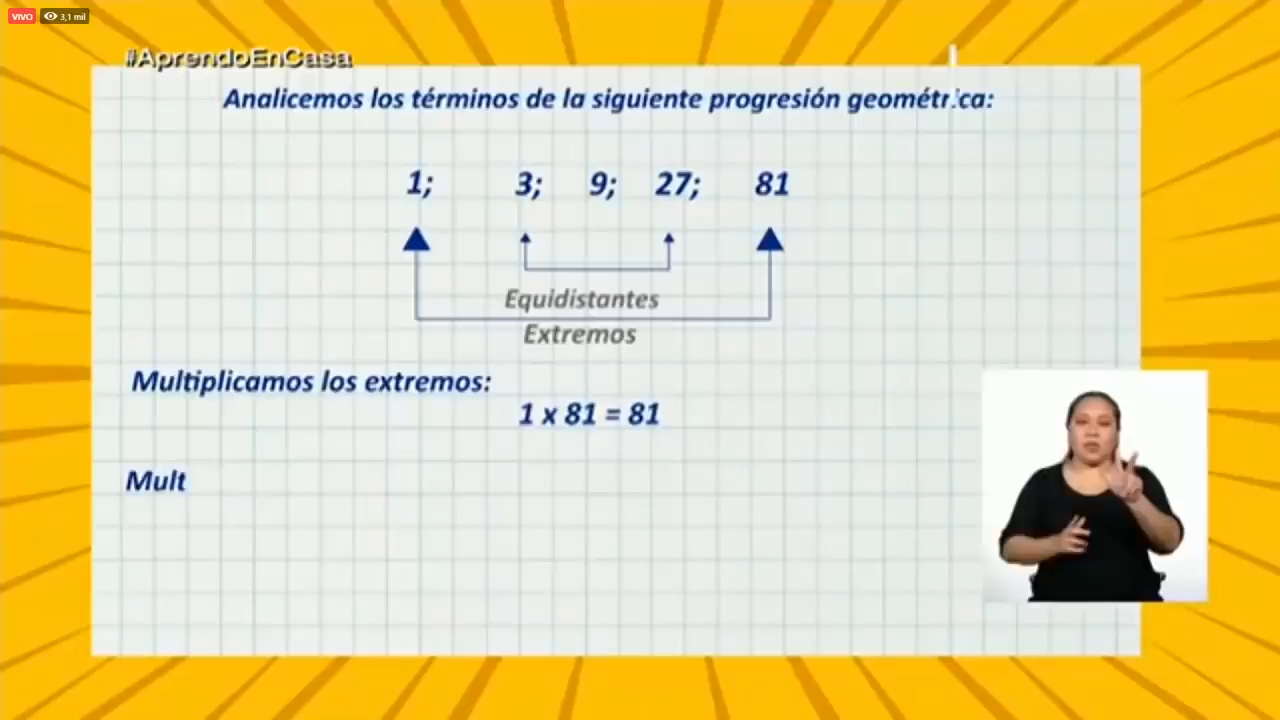 VIVO 3,1 mil
#AprendoEnCasa
Analicemos los términos de la siguiente progresión geométrica:
1; 3; 9; 27; 81
Equidistantes
Extremos
Multiplicamos los extremos:
1 x 81 = 81
Mult